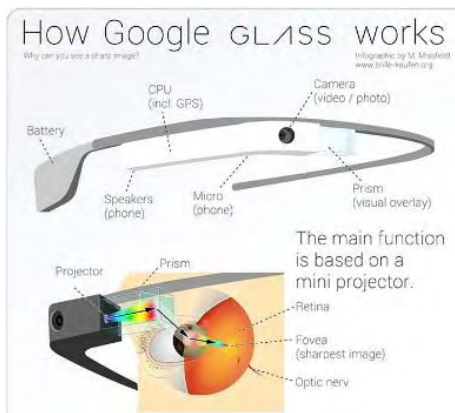 How Google GLASS works
Why can you see a sharp image?
Infographic by M. Missfeldt
www.brille-kaufen.org
CPU
(incl. GPS)
Camera
(video / photo)
Battery
Speakers
(phone)
Micro
(phone)
Prism
(visual overlay)
The main function
is based on a
mini projector.
Projector
Prism
Retina
Fovea
(sharpest image)
Optic nerv